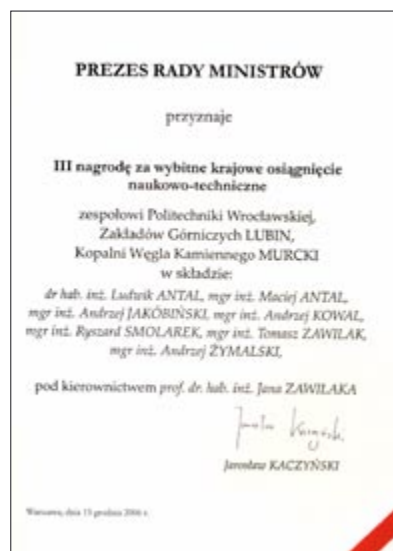 PREZES RADY MINISTRÓW
przyznaje
III nagrodę za wybitne krajowe osiągnięcie
naukowo-techniczne
zespołowi Politechniki Wrocławskiej,
Zakładów Górniczych LUBIN,
Kopalni Węgla Kamiennego MURCKI
w składzie:
dr hab. inż. Ludwik ANTAL, mgr inż. Maciej ANTAL,
mgr inż. Andrzej JAKÓBIŃSKI, mgr inż. Andrzej KOWAL,
mgr inż. Ryszard SMOLAREK, mgr inż. Tomasz ZAWILAK,
mgr inż. Andrzej ŻYMALSKI,
pod kierownictwem prof. dr. hab. inż. Jana ZAWILAKA
Jarosław KACZYŃSKI
Warszawa, dnia 15 grudnia 2006 r.